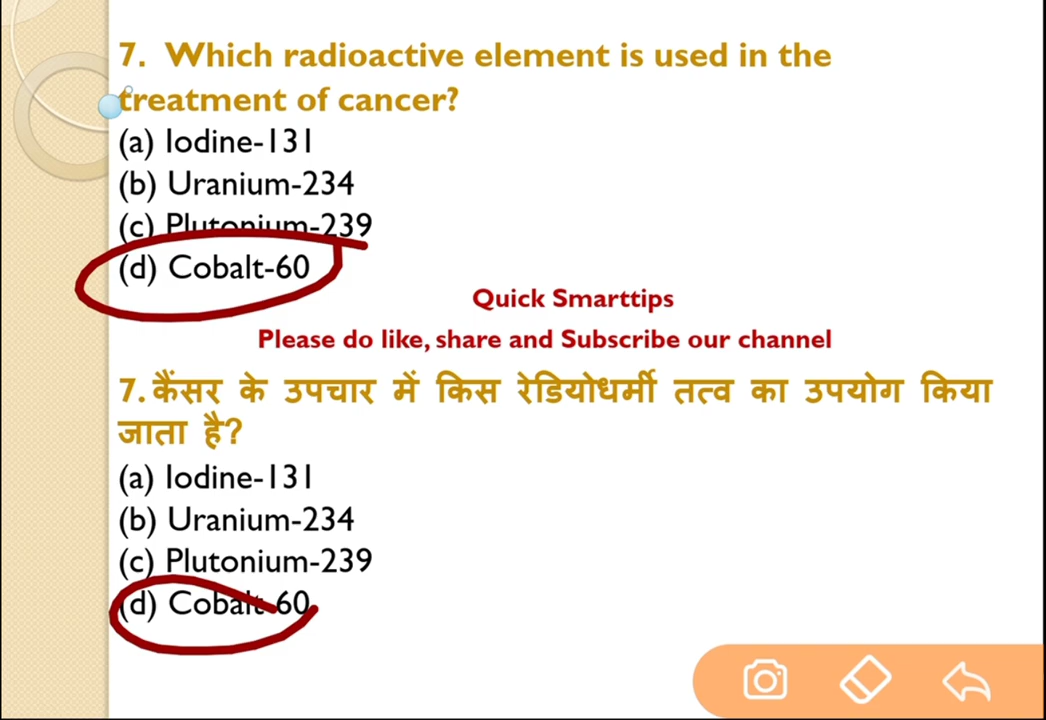 7. Which radioactive element is used in the
treatment of cancer?
(a) Iodine-131
(b) Uranium-234
(c) Plutonium-239
(d) Cobalt-60
Quick Smarttips
Please do like, share and Subscribe our channel
7. कैंसर के उपचार में किस रेडियोधर्मी तत्व का उपयोग किया
जाता है?
(a) Iodine-131
(b) Uranium-234
(c) Plutonium-239
(d) Cobalt-60